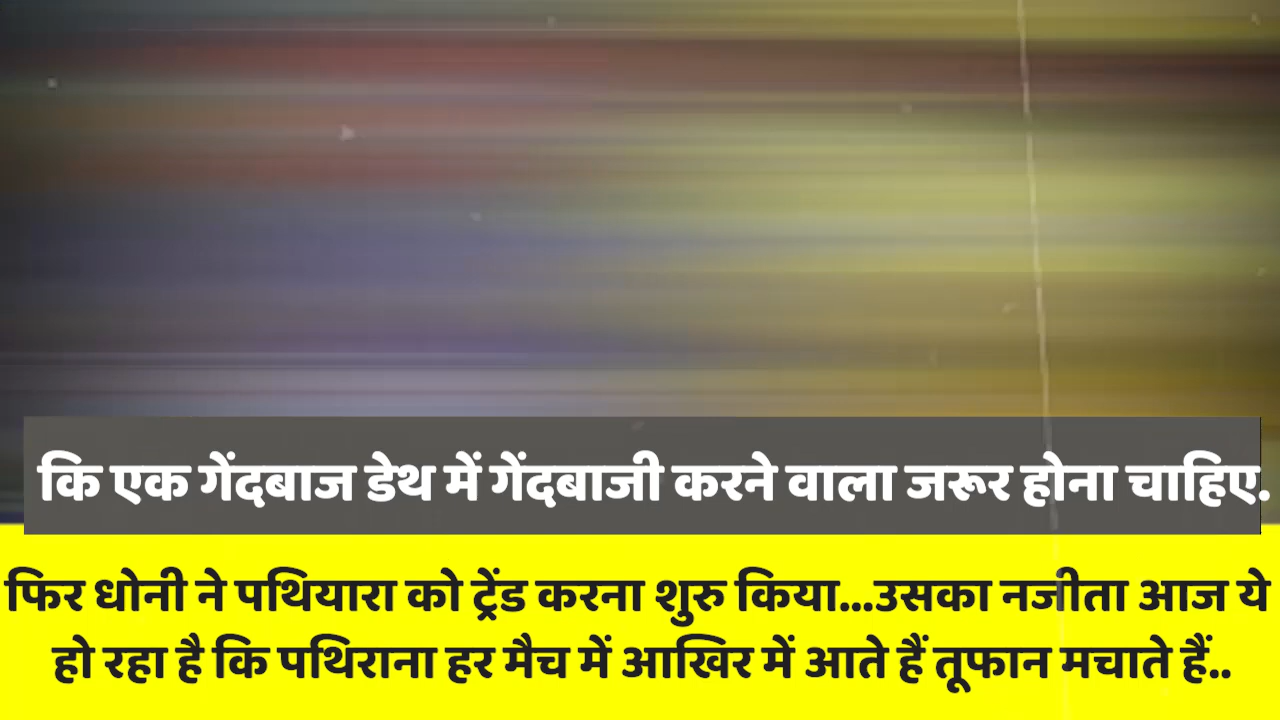 कि एक गेंदबाज डेथ में गेंदबाजी करने वाला जरूर होना चाहिए.
फिर धोनी ने पथियारा को ट्रेंड करना शुरु किया...उसका नजीता आज ये
हो रहा है कि पथिराना हर मैच में आखिर में आते हैं तूफान मचाते हैं..